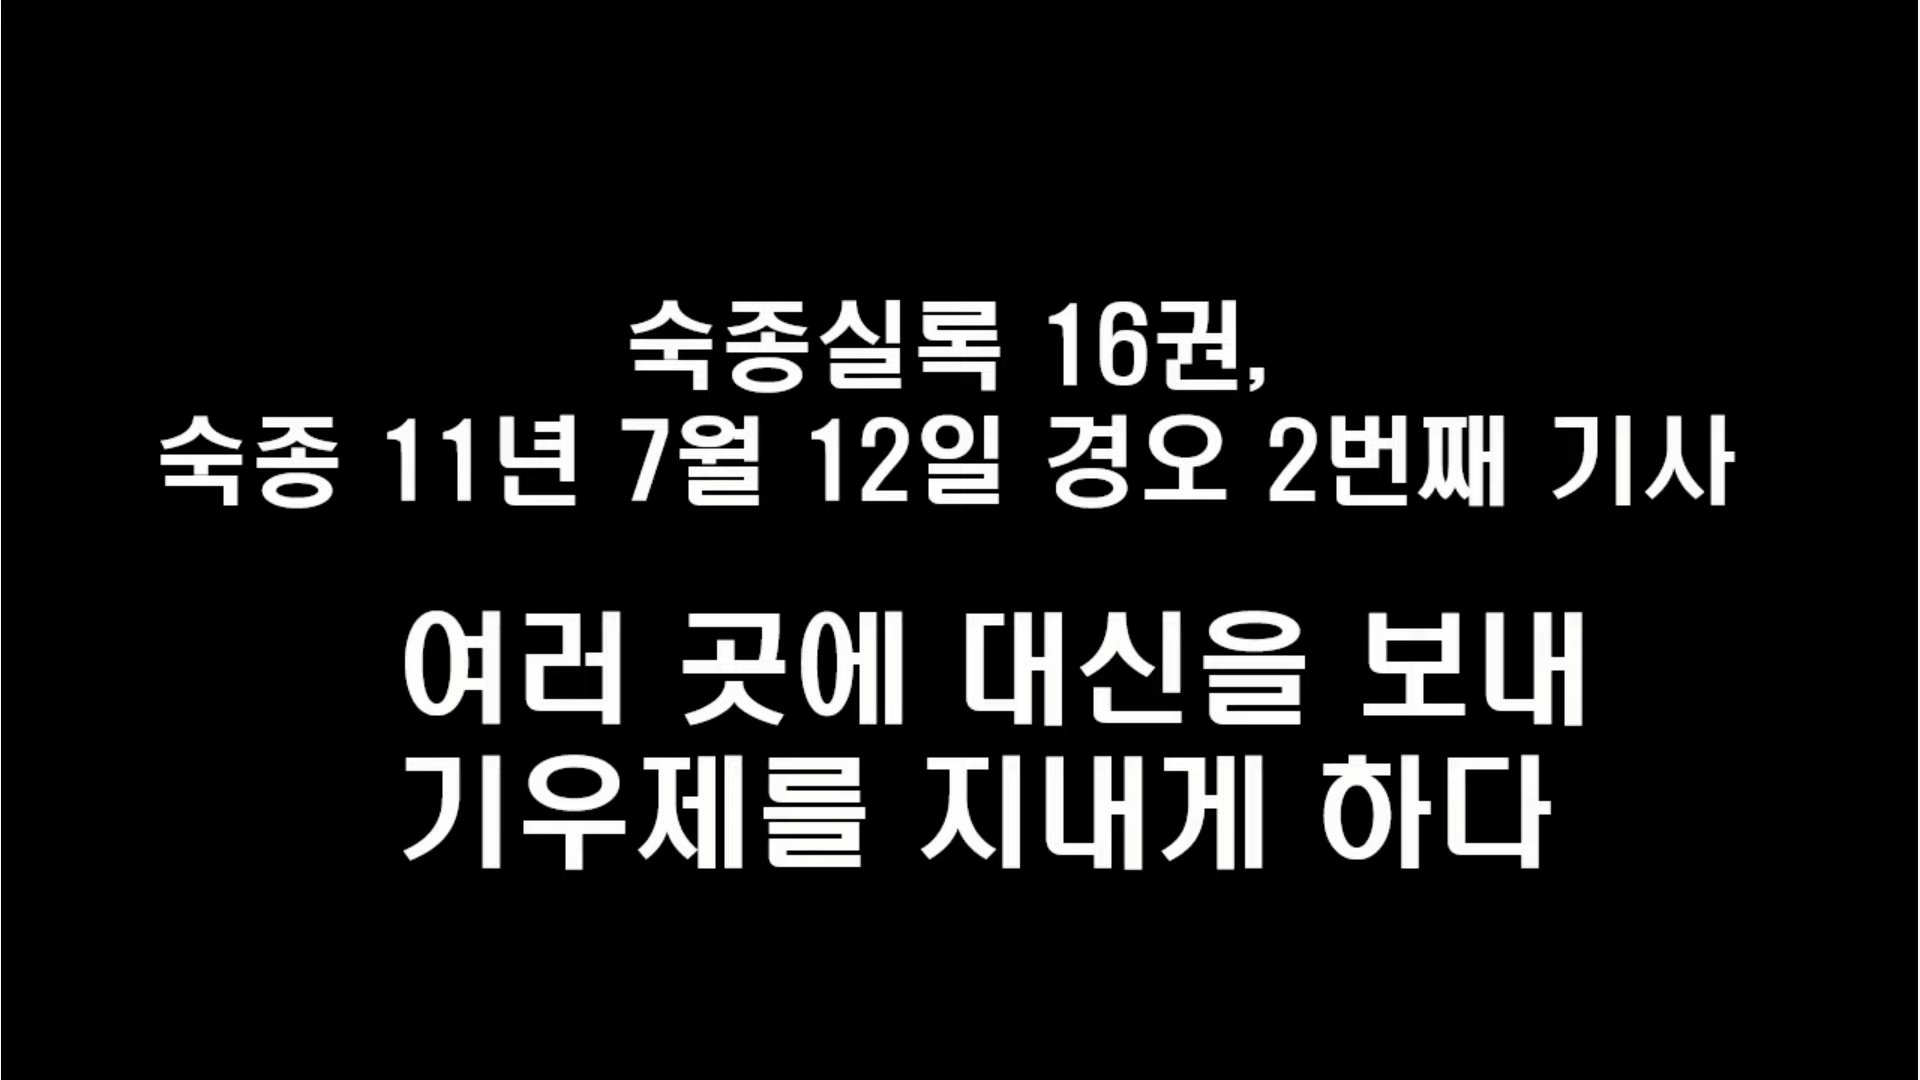 숙종실록 16권,
숙종 11년 7월 12일 경오 2번째 기사
여러 곳에 대신을 보내
기우제를 지내게 하다